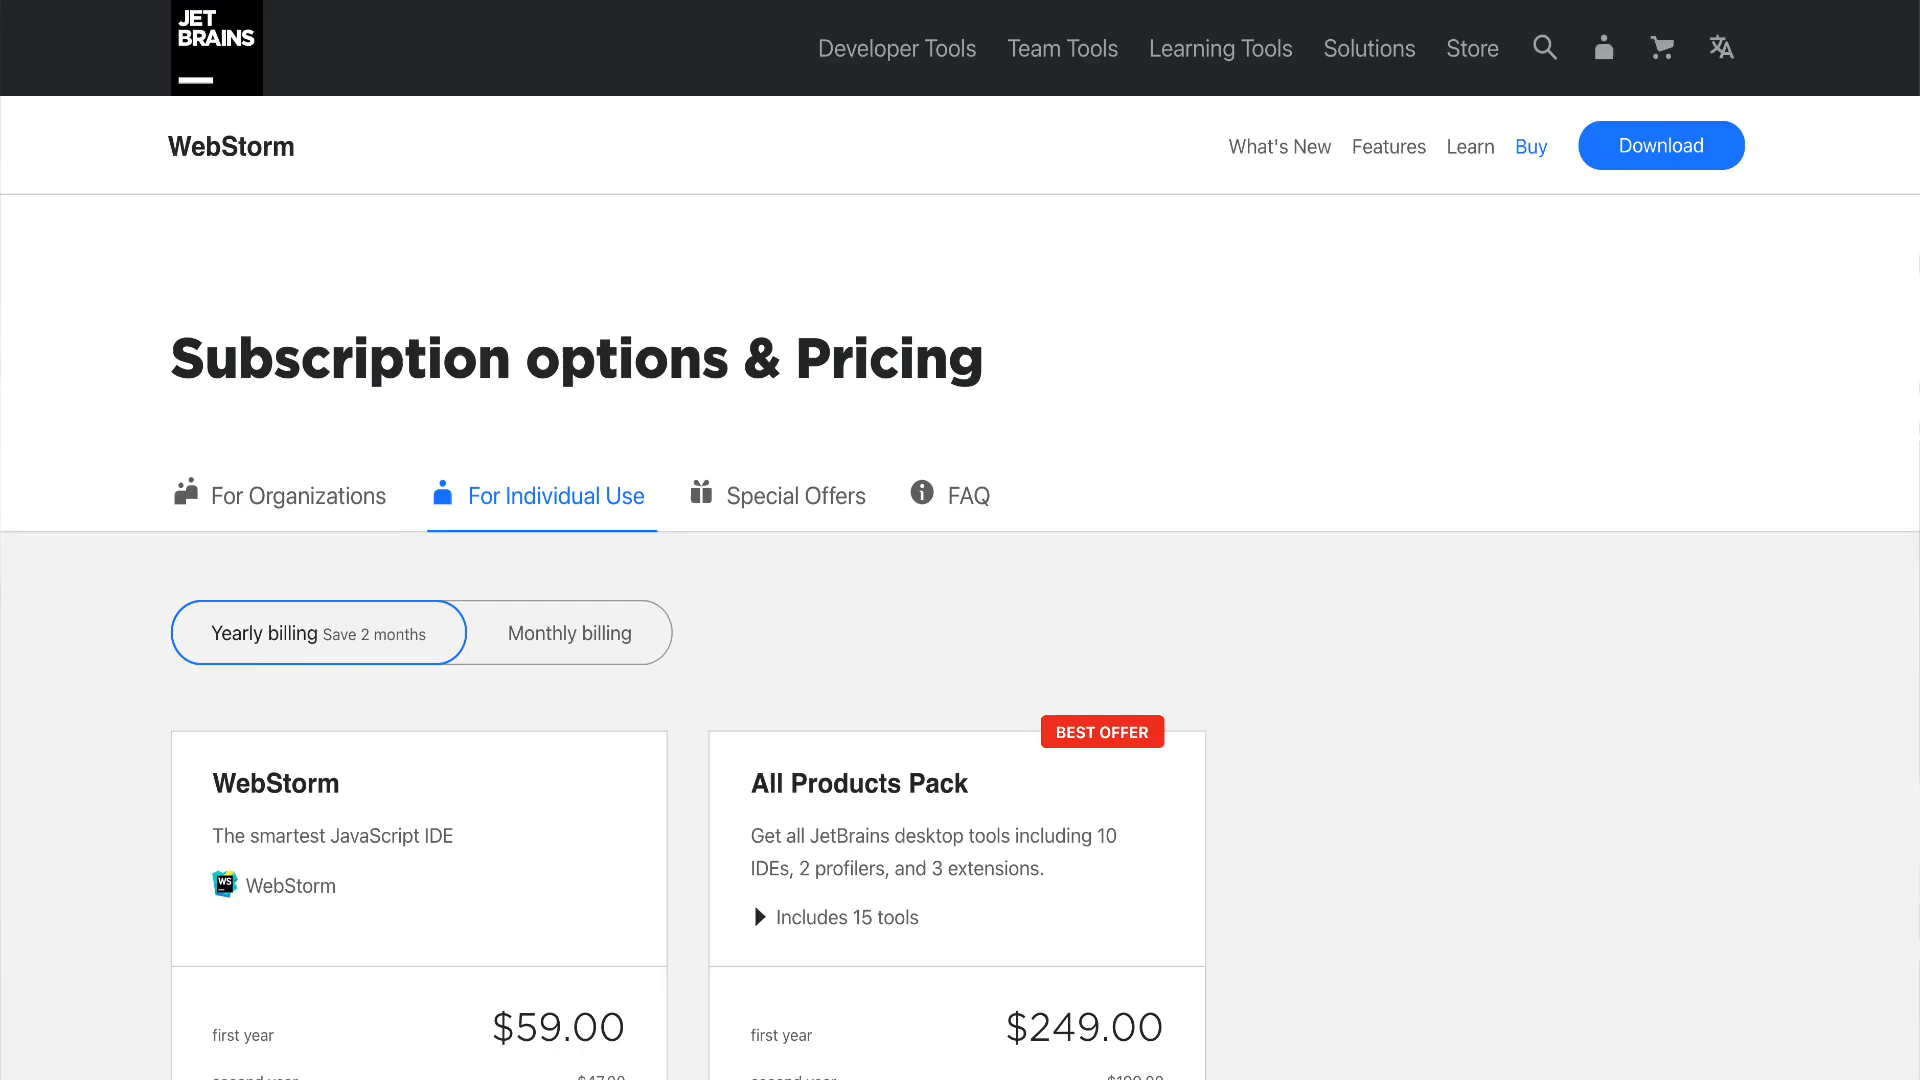 JET
BRAINS
Developer Tools Team Tools Learning Tools Solutions Store
WebStorm
What's New Features Learn Buy Download
Subscription options & Pricing
For Organizations For Individual Use Special Offers FAQ
Yearly billing Save 2 months Monthly billing
BEST OFFER
WebStorm
The smartest JavaScript IDE
WS WebStorm
All Products Pack
Get all JetBrains desktop tools including 10
IDEs, 2 profilers, and 3 extensions.
Includes 15 tools
first year $59.00
first year $249.00